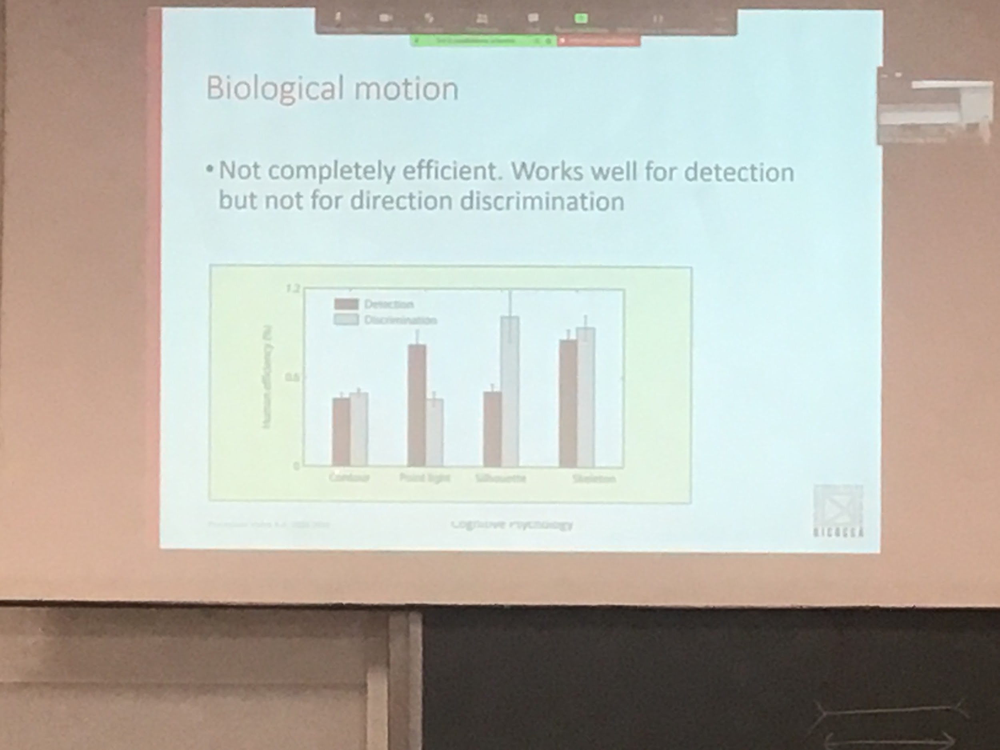 Biological motion
• Not completely efficient. Works well for detection
but not for direction discrimination
1.2
Detection
Discrimination
Human efficiency (%)
0.6
0
Contour Point light Silhouette Skeleton
Cognitive Psychology
BICOCCA